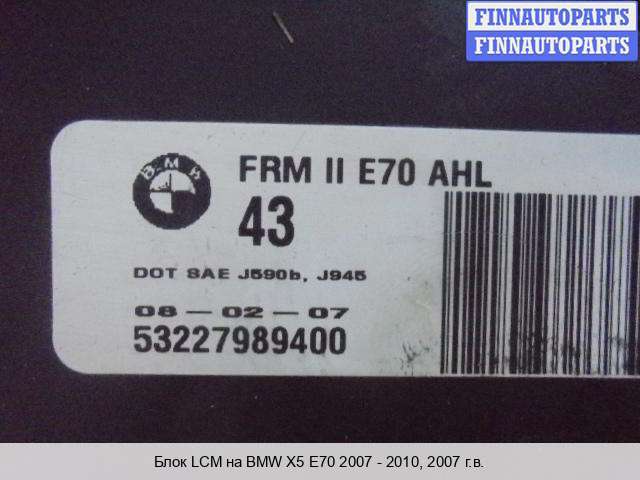 FINNAUTOPARTS
FINNAUTOPARTS
BMW
FRM II E70 AHL
43
DOT SAE J590b, J945
08 – 02 – 07
53227989400
Блок LCM на BMW X5 E70 2007 - 2010, 2007 г.в.